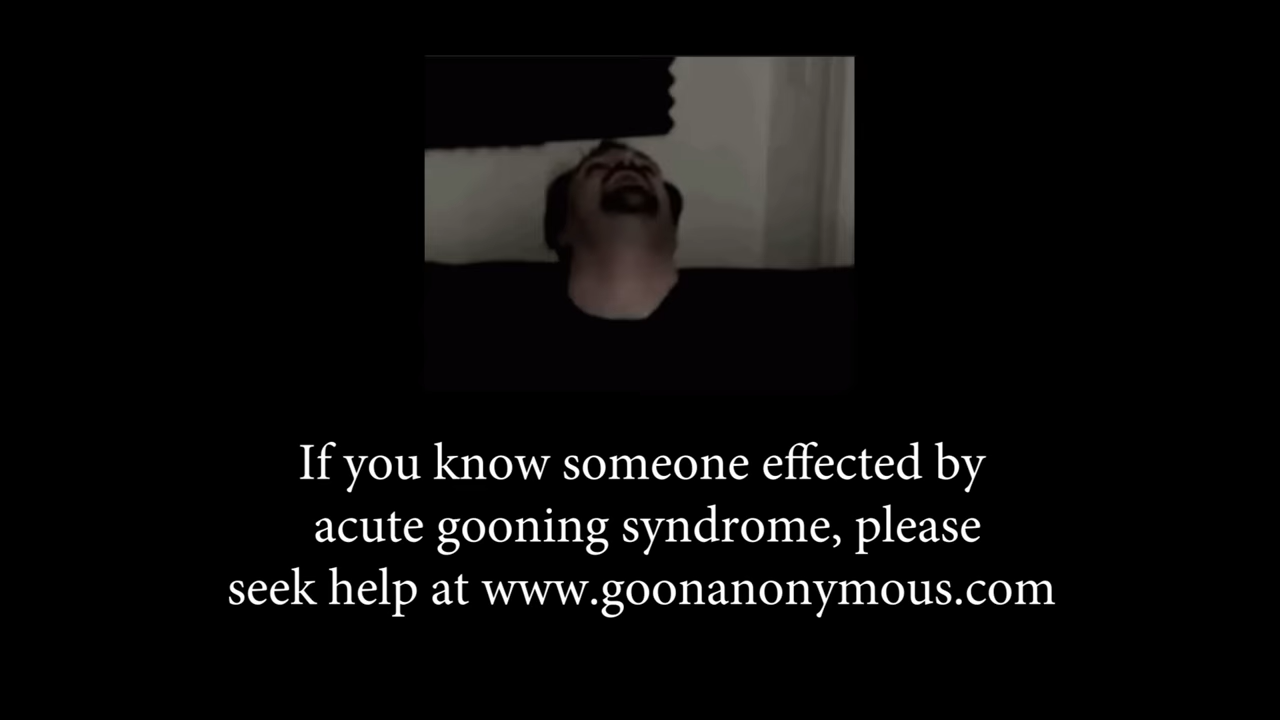 If you know someone effected by
acute gooning syndrome, please
seek help at www.goonanonymous.com